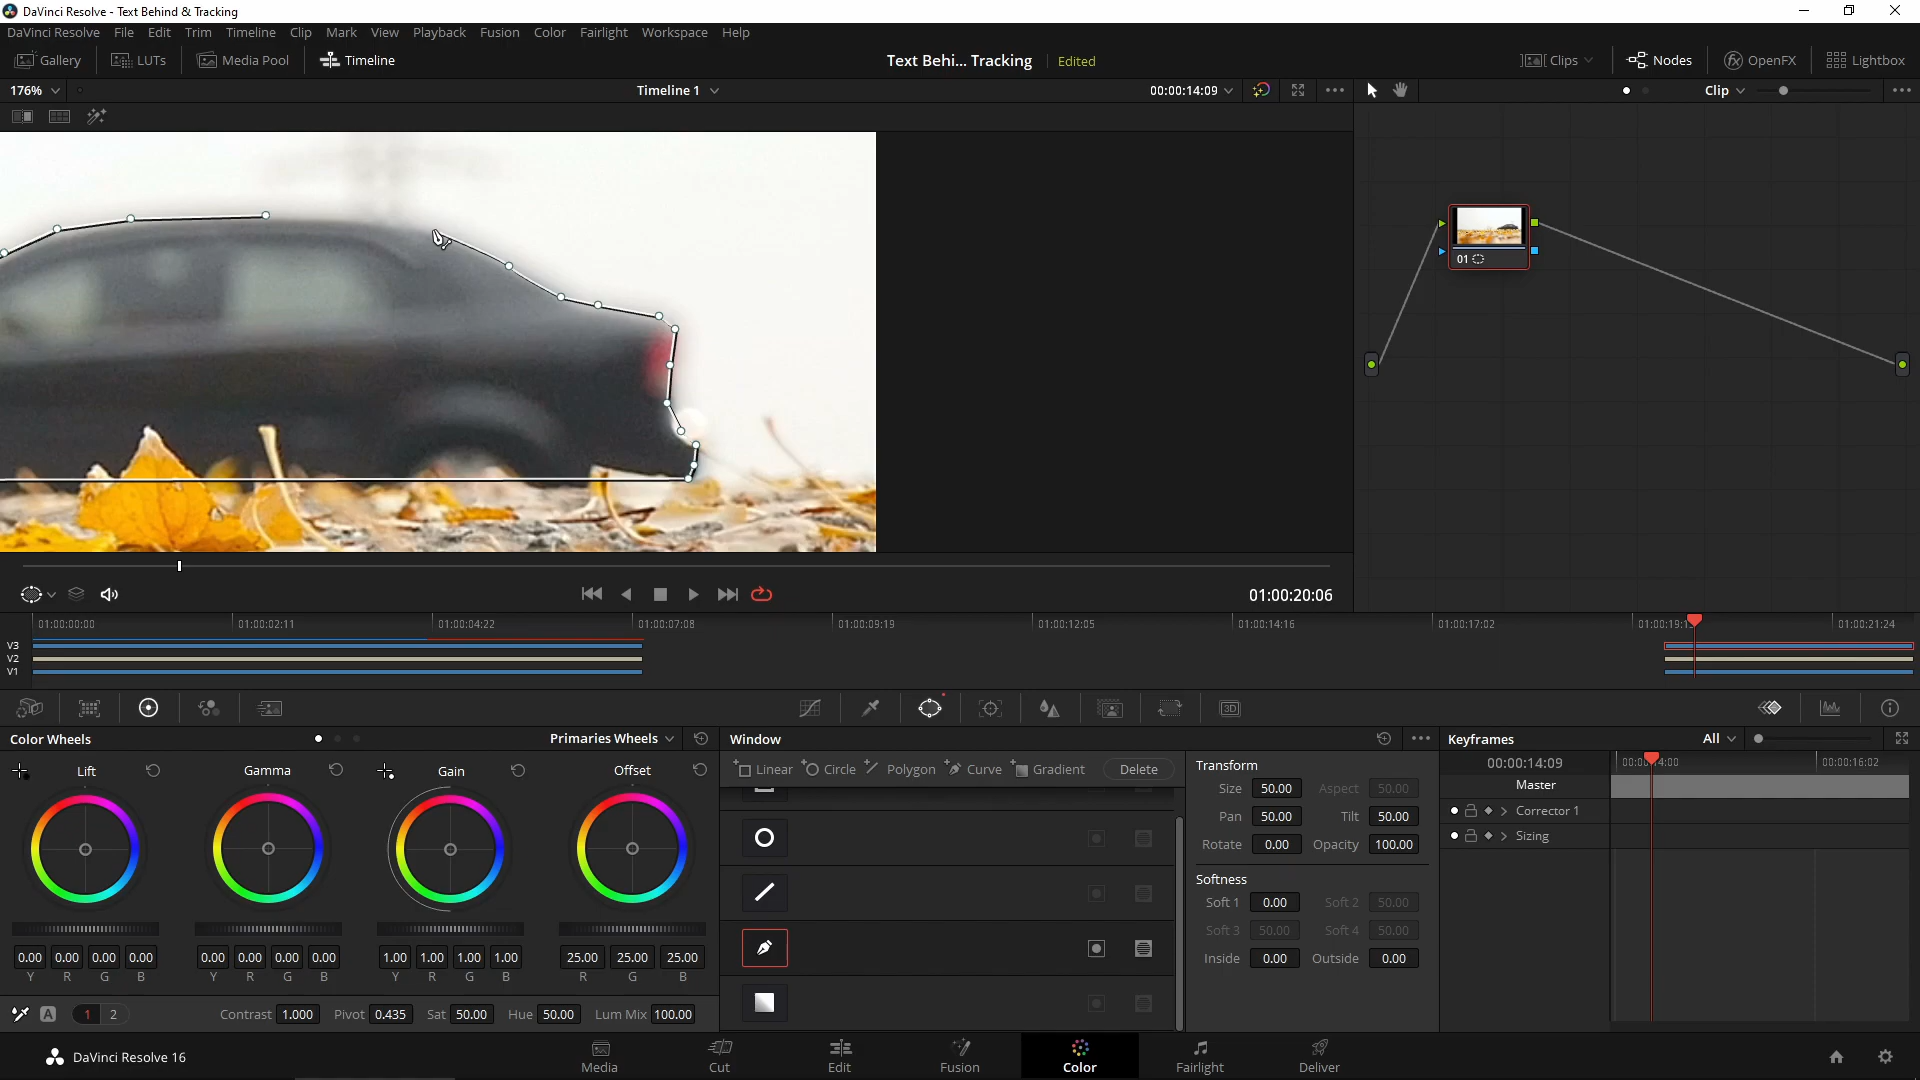 DaVinci Resolve - Text Behind & Tracking
DaVinci Resolve File Edit Trim Timeline Clip Mark View Playback Fusion Color Fairlight Workspace Help
Gallery LUTs Media Pool Timeline Text Behi... Tracking Edited Clips Nodes fx OpenFX Lightbox
176% Timeline 1 00:00:14:09 Clip
01
01:00:20:06
01:00:00:00 01:00:02:11 01:00:04:22 01:00:07:08 01:00:09:19 01:00:12:05 01:00:14:16 01:00:17:02 01:00:19:1 01:00:21:24
V3
V2
V1
3D
Color Wheels Primaries Wheels Window Keyframes All
Lift Gamma Gain Offset
Linear Circle Polygon Curve Gradient Delete
Transform
Size 50.00 Aspect 50.00
Pan 50.00 Tilt 50.00
Rotate 0.00 Opacity 100.00
Softness
Soft 1 0.00 Soft 2 50.00
Soft 3 50.00 Soft 4 50.00
Inside 0.00 Outside 0.00
00:00:14:09 4:00 00:00:16:02
Master
Corrector 1
Sizing
0.00 0.00 0.00 0.00 0.00 0.00 0.00 0.00 1.00 1.00 1.00 1.00 25.00 25.00 25.00
Y R G B Y R G B Y R G B R G B
A 1 2 Contrast 1.000 Pivot 0.435 Sat 50.00 Hue 50.00 Lum Mix 100.00
DaVinci Resolve 16 Media Cut Edit Fusion Color Fairlight Deliver